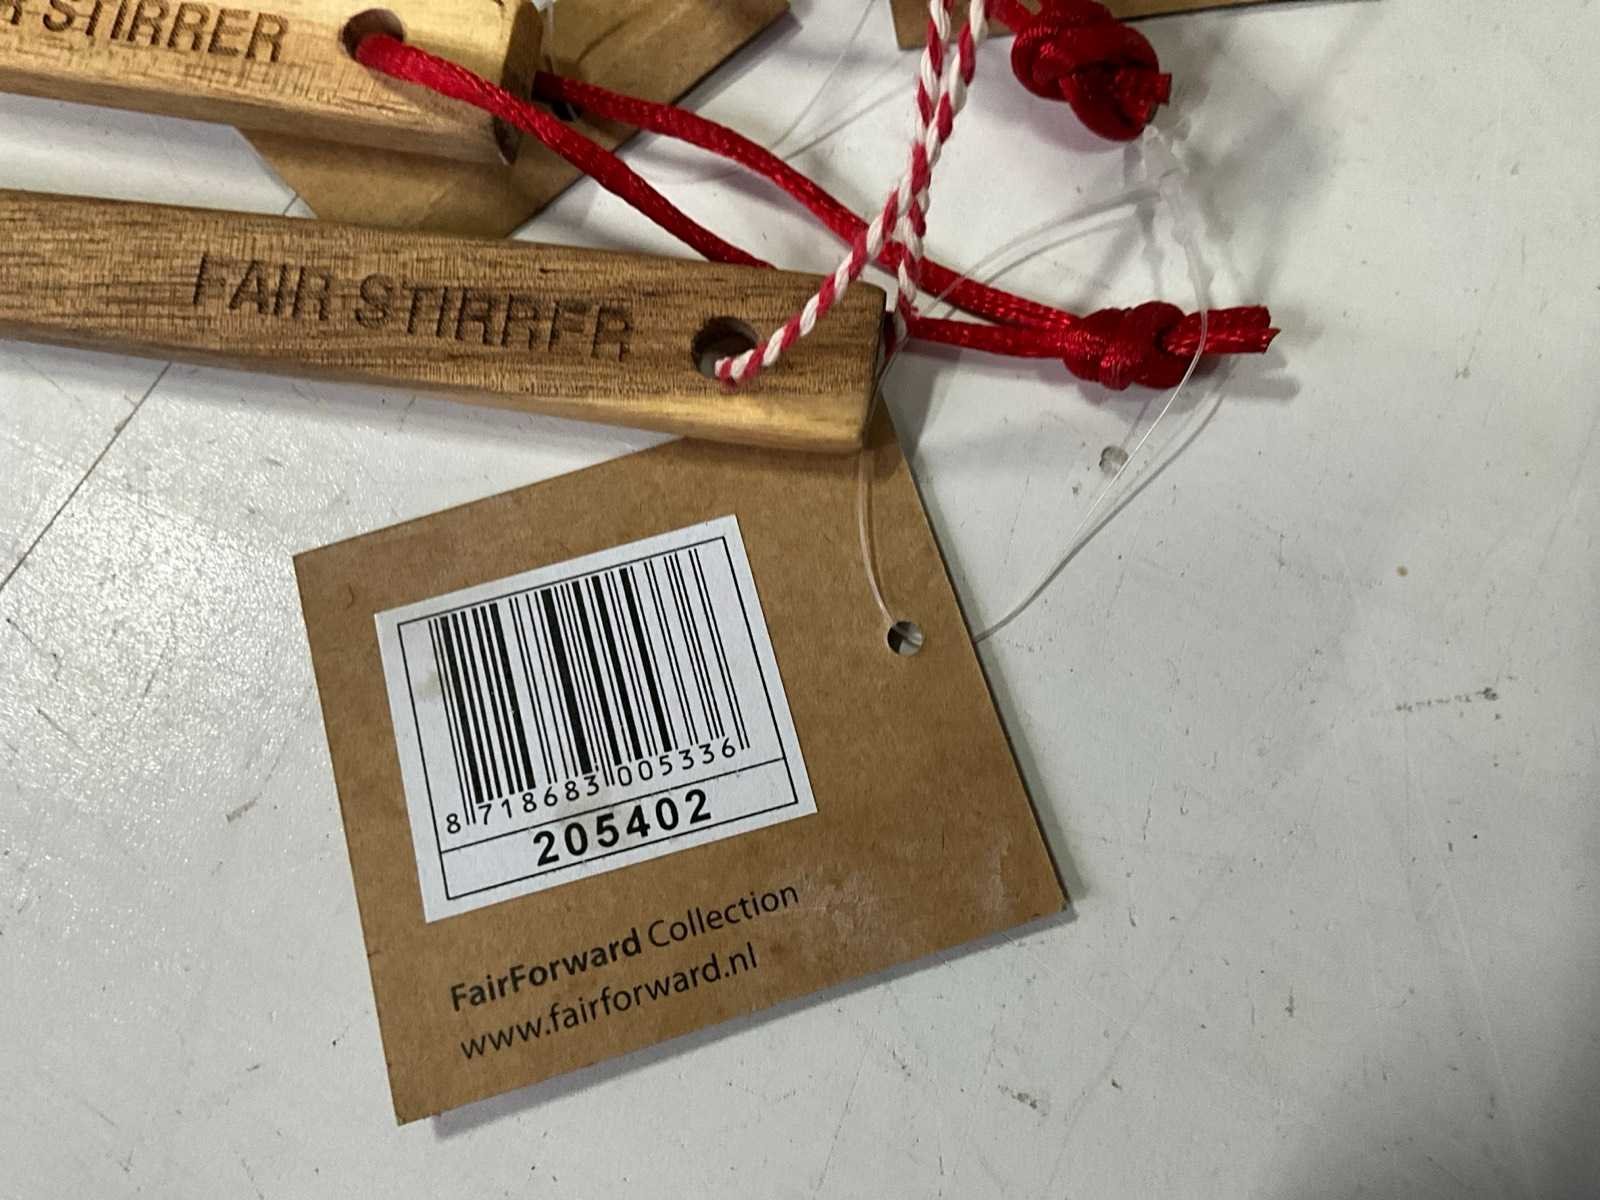 R STIRRER
FAIR STIRRER
8 718683 005336
205402
FairForward Collection
www.fairforward.nl